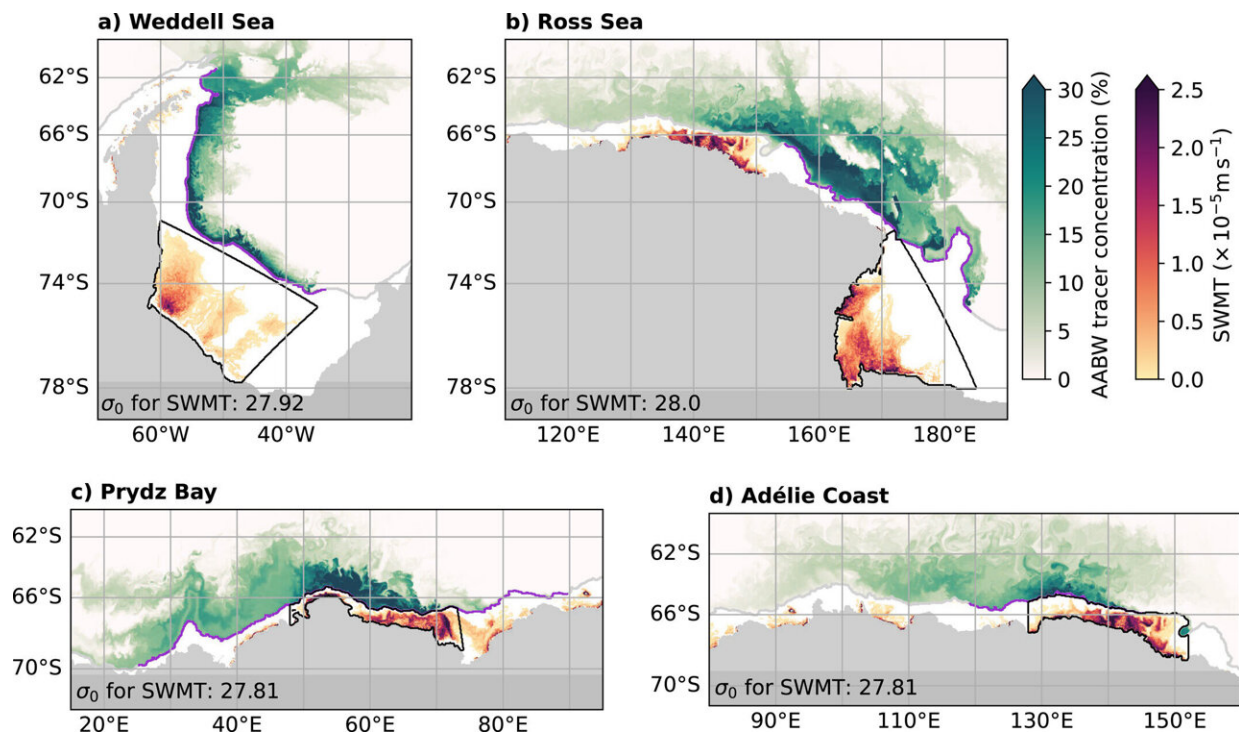 a) Weddell Sea
62°S
66°S
70°S
74°S
78°S
σ₀ for SWMT: 27.92
60°W
40°W
b) Ross Sea
62°S
66°S
70°S
74°S
78°S
σ₀ for SWMT: 28.0
120°E
140°E
160°E
180°E
30
25
20
15
10
5
0
AABW tracer concentration (%)
2.5
2.0
1.5
1.0
0.5
0.0
SWMT (× 10⁻⁵m s⁻¹)
c) Prydz Bay
62°S
66°S
70°S
σ₀ for SWMT: 27.81
20°E
40°E
60°E
80°E
d) Adélie Coast
62°S
66°S
70°S
σ₀ for SWMT: 27.81
90°E
110°E
130°E
150°E